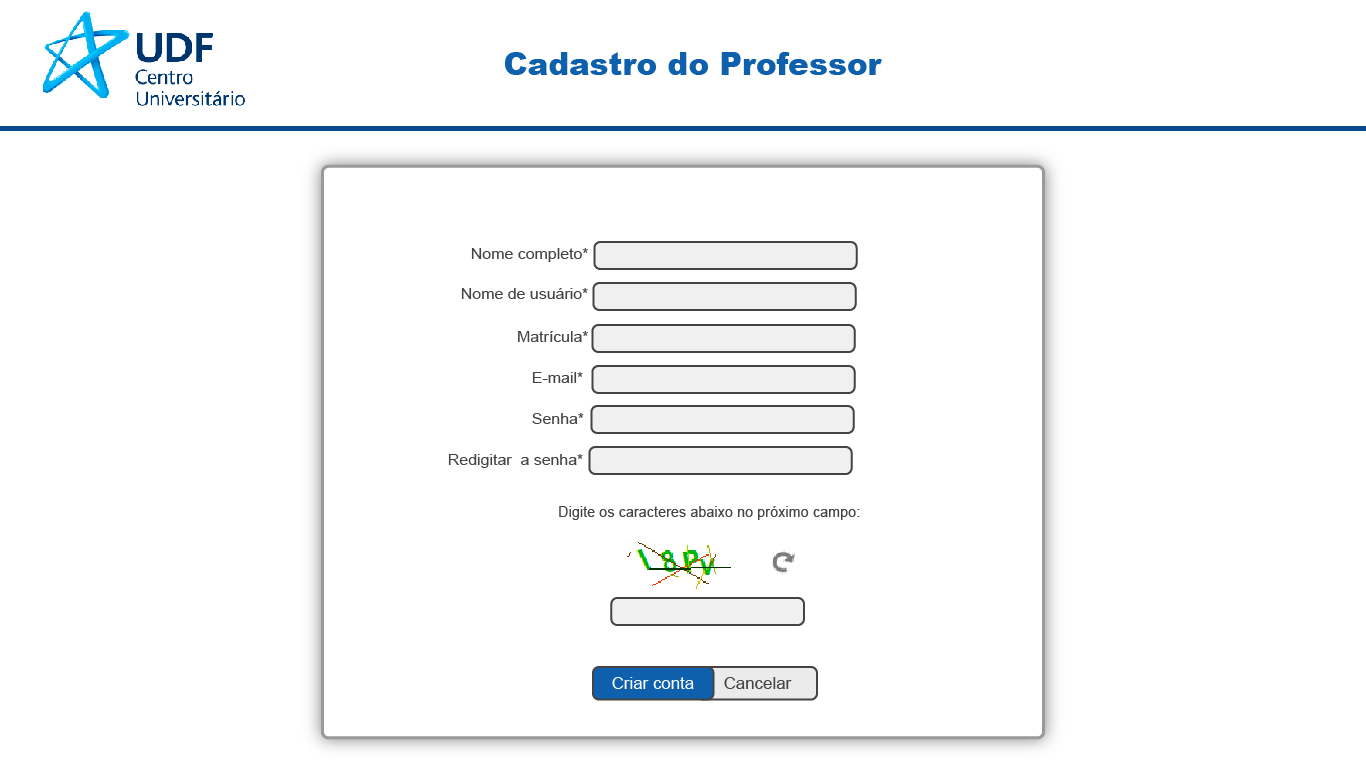 UDF
Centro
Universitário
Cadastro do Professor
Nome completo*
Nome de usuário*
Matrícula*
E-mail*
Senha*
Redigitar  a senha*
Digite os caracteres abaixo no próximo campo:
Criar conta
Cancelar